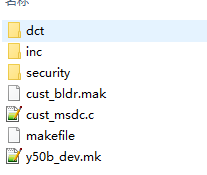 名称
dct
inc
security
cust_bldr.mak
cust_msdc.c
makefile
y50b_dev.mk